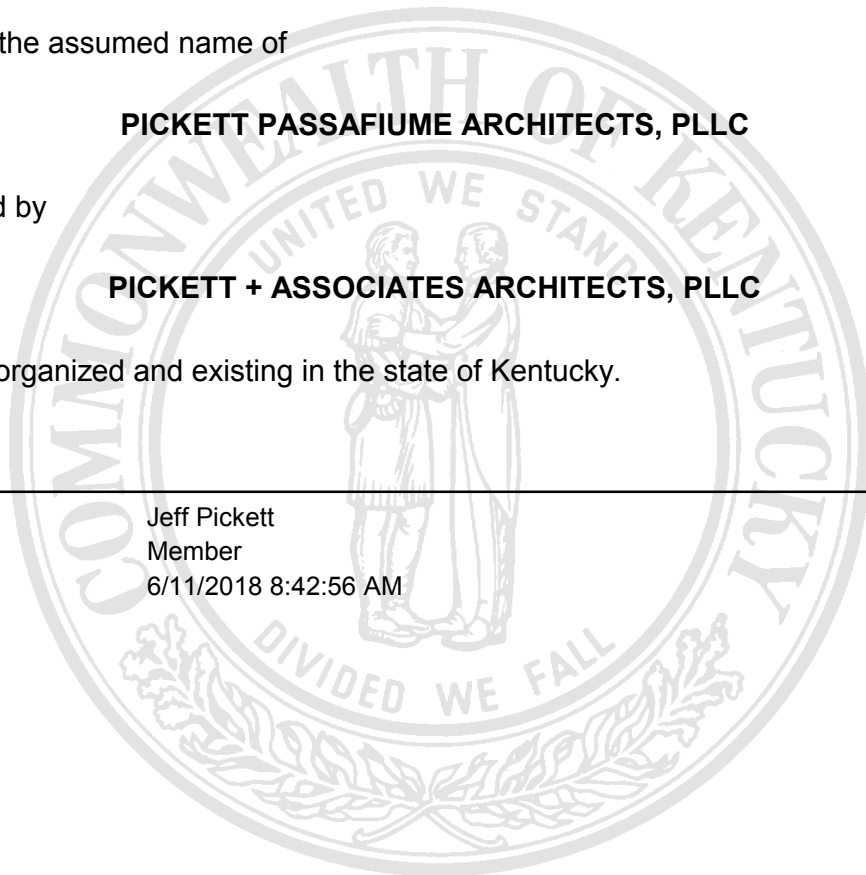 the assumed name of
PICKETT PASSAFIUME ARCHITECTS, PLLC
d by
PICKETT + ASSOCIATES ARCHITECTS, PLLC
organized and existing in the state of Kentucky.
Jeff Pickett
Member
6/11/2018 8:42:56 AM
COMMONWEALTH OF KENTUCKY
UNITED WE STAND
DIVIDED WE FALL